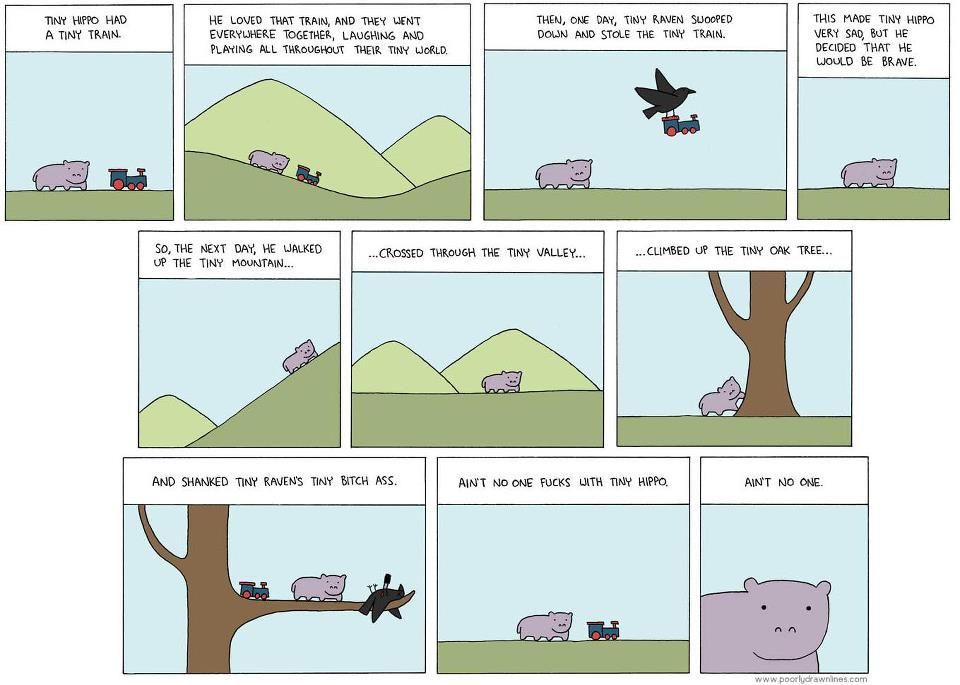 TINY HIPPO HAD
A TINY TRAIN.
HE LOVED THAT TRAIN, AND THEY WENT
EVERYWHERE TOGETHER, LAUGHING AND
PLAYING ALL THROUGHOUT THEIR TINY WORLD.
THEN, ONE DAY, TINY RAVEN SWOOPED
DOWN AND STOLE THE TINY TRAIN.
THIS MADE TINY HIPPO
VERY SAD, BUT HE
DECIDED THAT HE
WOULD BE BRAVE.
SO, THE NEXT DAY, HE WALKED
UP THE TINY MOUNTAIN...
...CROSSED THROUGH THE TINY VALLEY...
...CLIMBED UP THE TINY OAK TREE...
AND SHANKED TINY RAVEN'S TINY BITCH ASS.
AIN'T NO ONE FUCKS WITH TINY HIPPO.
AIN'T NO ONE.
www.poorlydrawnlines.com